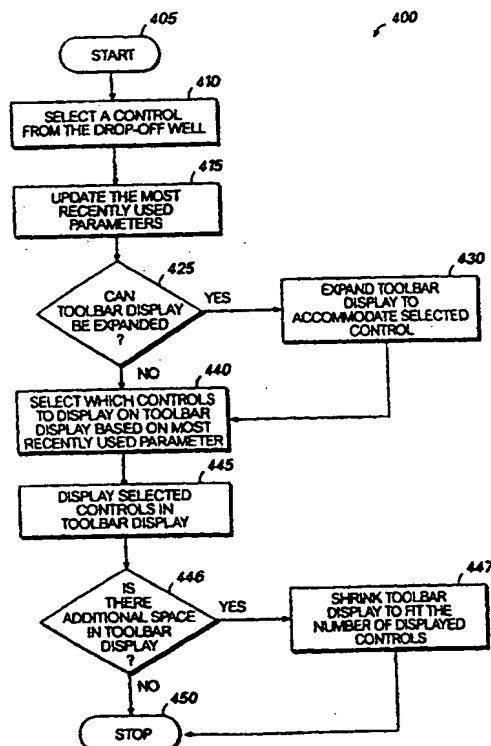 405
400
START
410
SELECT A CONTROL
FROM THE DROP-OFF WELL
415
UPDATE THE MOST
RECENTLY USED
PARAMETERS
425
CAN
TOOLBAR DISPLAY
BE EXPANDED
?
YES
430
EXPAND TOOLBAR
DISPLAY TO
ACCOMMODATE SELECTED
CONTROL
NO
440
SELECT WHICH CONTROLS
TO DISPLAY ON TOOLBAR
DISPLAY BASED ON MOST
RECENTLY USED PARAMETER
445
DISPLAY SELECTED
CONTROLS IN
TOOLBAR DISPLAY
446
IS
THERE
ADDITIONAL SPACE
IN TOOLBAR
DISPLAY
?
YES
447
SHRINK TOOLBAR
DISPLAY TO FIT THE
NUMBER OF DISPLAYED
CONTROLS
NO
450
STOP